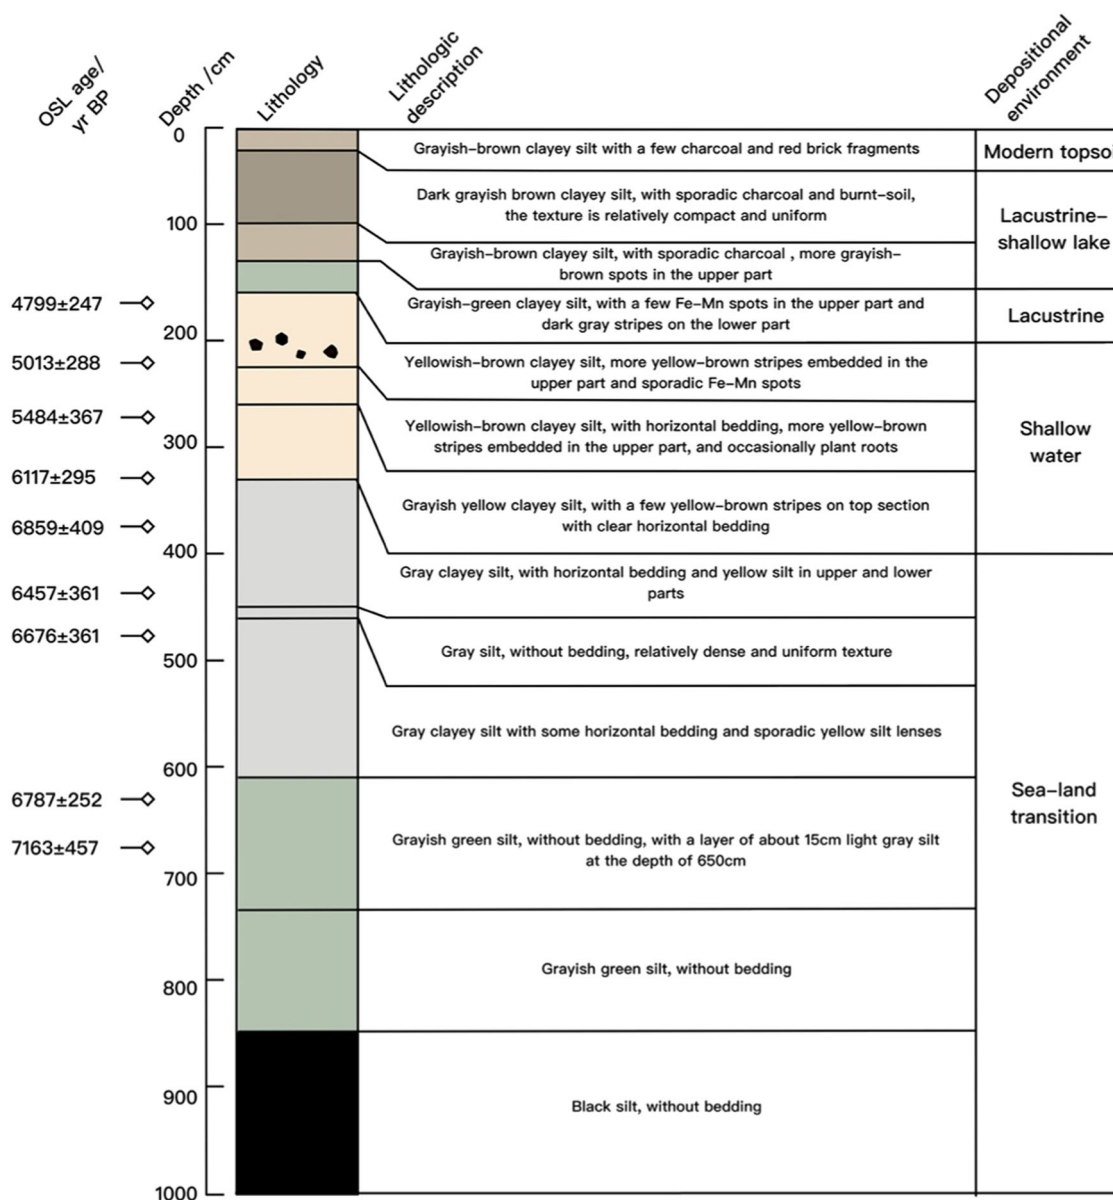 OSL age/
yr BP
Depth /cm
Lithology
Lithologic
description
Depositional
environment
0
Grayish-brown clayey silt with a few charcoal and red brick fragments
Modern topsoi
Dark grayish brown clayey silt, with sporadic charcoal and burnt-soil,
the texture is relatively compact and uniform
100
Lacustrine-
shallow lake
Grayish-brown clayey silt, with sporadic charcoal , more grayish-
brown spots in the upper part
4799±247
Grayish-green clayey silt, with a few Fe-Mn spots in the upper part and
dark gray stripes on the lower part
Lacustrine
200
5013±288
Yellowish-brown clayey silt, more yellow-brown stripes embedded in the
upper part and sporadic Fe-Mn spots
5484±367
Yellowish-brown clayey silt, with horizontal bedding, more yellow-brown
stripes embedded in the upper part, and occasionally plant roots
Shallow
water
300
6117±295
Grayish yellow clayey silt, with a few yellow-brown stripes on top section
with clear horizontal bedding
6859±409
400
Gray clayey silt, with horizontal bedding and yellow silt in upper and lower
parts
6457±361
6676±361
Gray silt, without bedding, relatively dense and uniform texture
500
Gray clayey silt with some horizontal bedding and sporadic yellow silt lenses
600
6787±252
Sea-land
transition
Grayish green silt, without bedding, with a layer of about 15cm light gray silt
at the depth of 650cm
7163±457
700
Grayish green silt, without bedding
800
900
Black silt, without bedding
1000